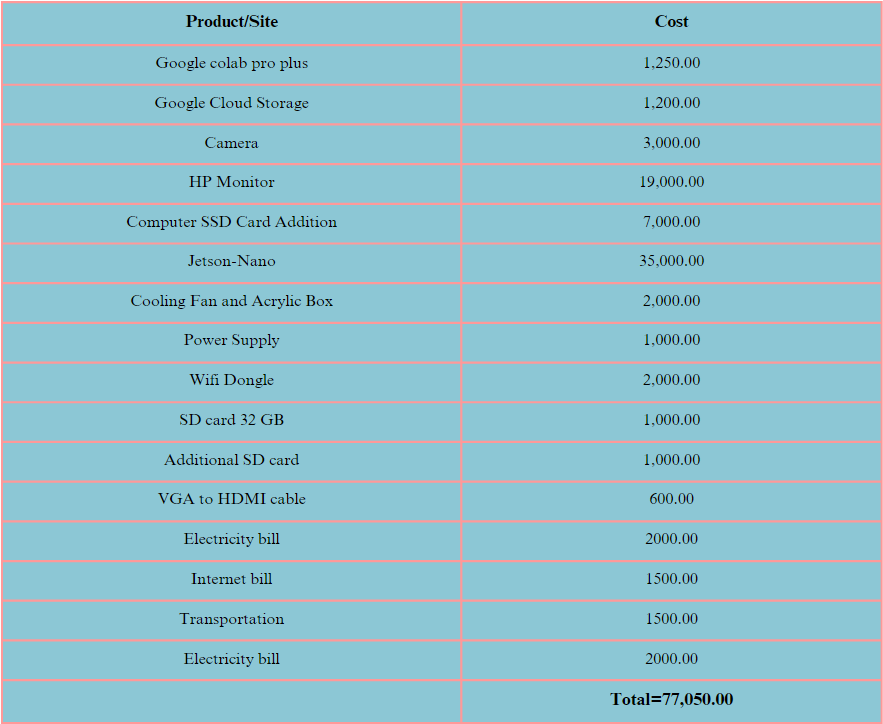 Product/Site Cost
Google colab pro plus 1,250.00
Google Cloud Storage 1,200.00
Camera 3,000.00
HP Monitor 19,000.00
Computer SSD Card Addition 7,000.00
Jetson-Nano 35,000.00
Cooling Fan and Acrylic Box 2,000.00
Power Supply 1,000.00
Wifi Dongle 2,000.00
SD card 32 GB 1,000.00
Additional SD card 1,000.00
VGA to HDMI cable 600.00
Electricity bill 2000.00
Internet bill 1500.00
Transportation 1500.00
Electricity bill 2000.00
Total=77,050.00